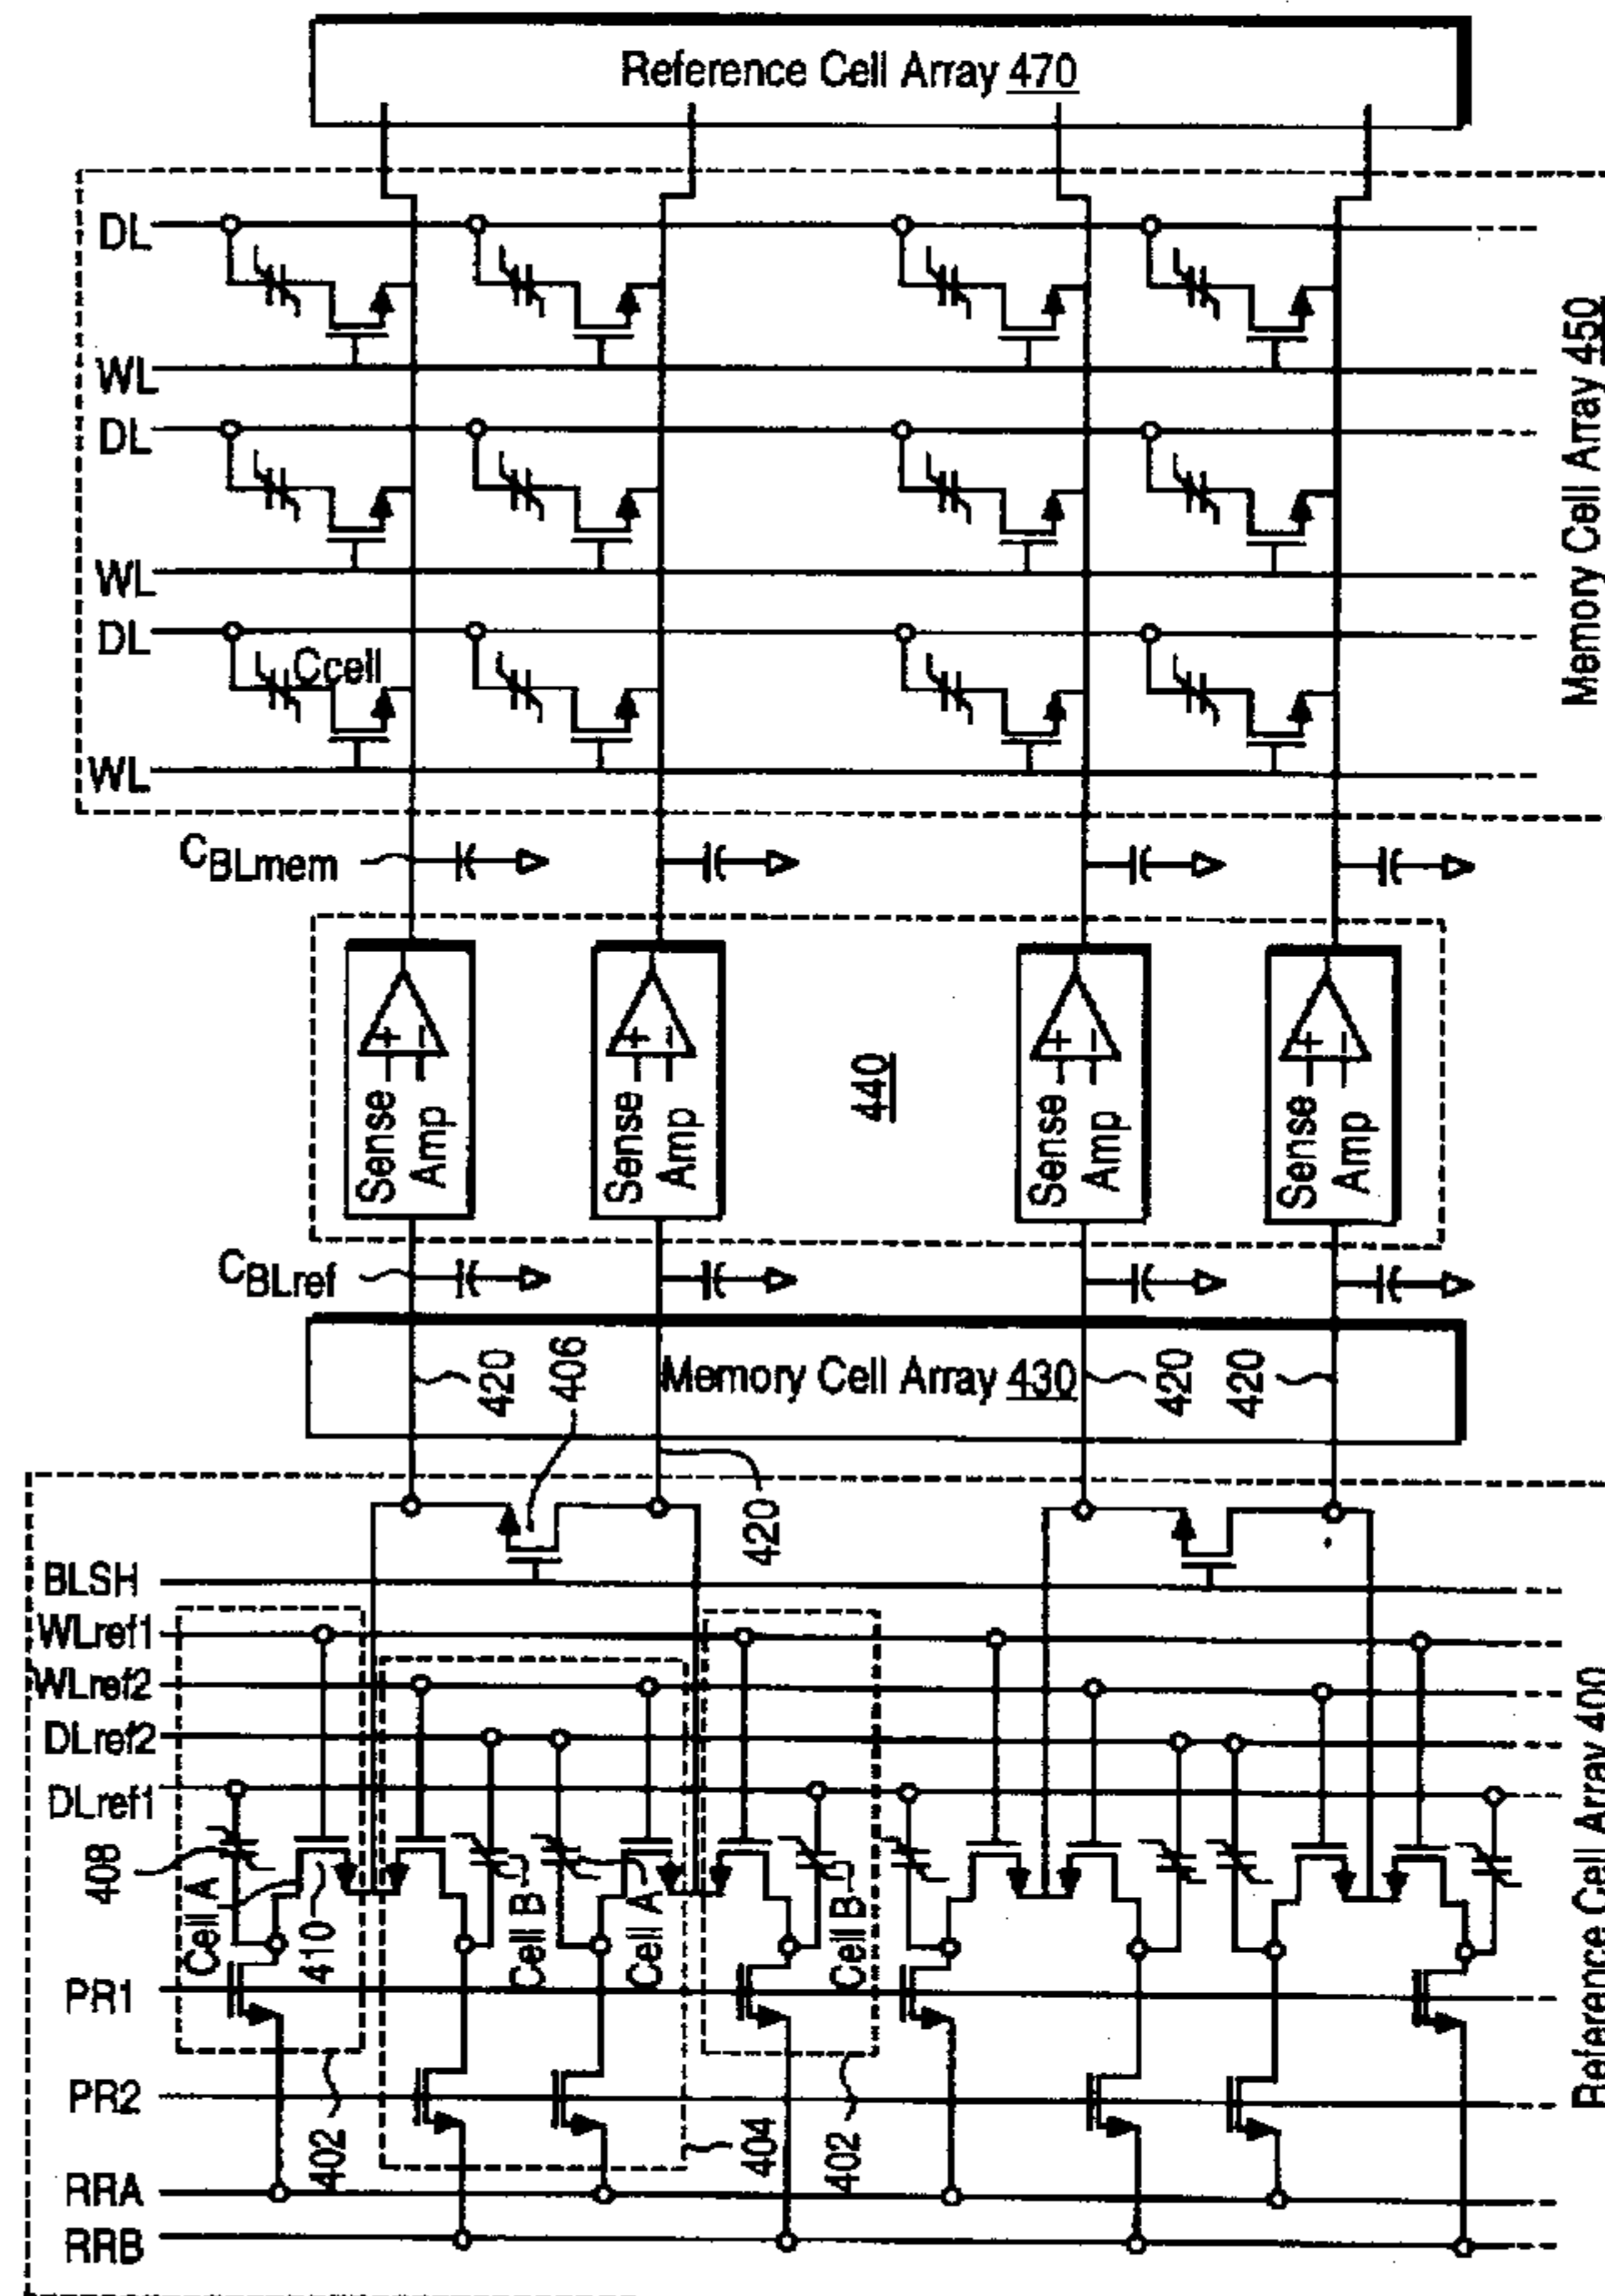 Reference Cell Array 470
DL
WL
DL
WL
DL
Ccell
WL
Memory Cell Array 450
CBLmem
Sense Amp
+ −
Sense Amp
+ −
440
Sense Amp
+ −
Sense Amp
+ −
CBLref
Memory Cell Array 430
420
406
420
420
420
BLSH
WLref1
WLref2
DLref2
DLref1
408
Cell A
410
Cell B
Cell A
Cell B
PR1
PR2
402
404
402
RRA
RRB
Reference Cell Array 400